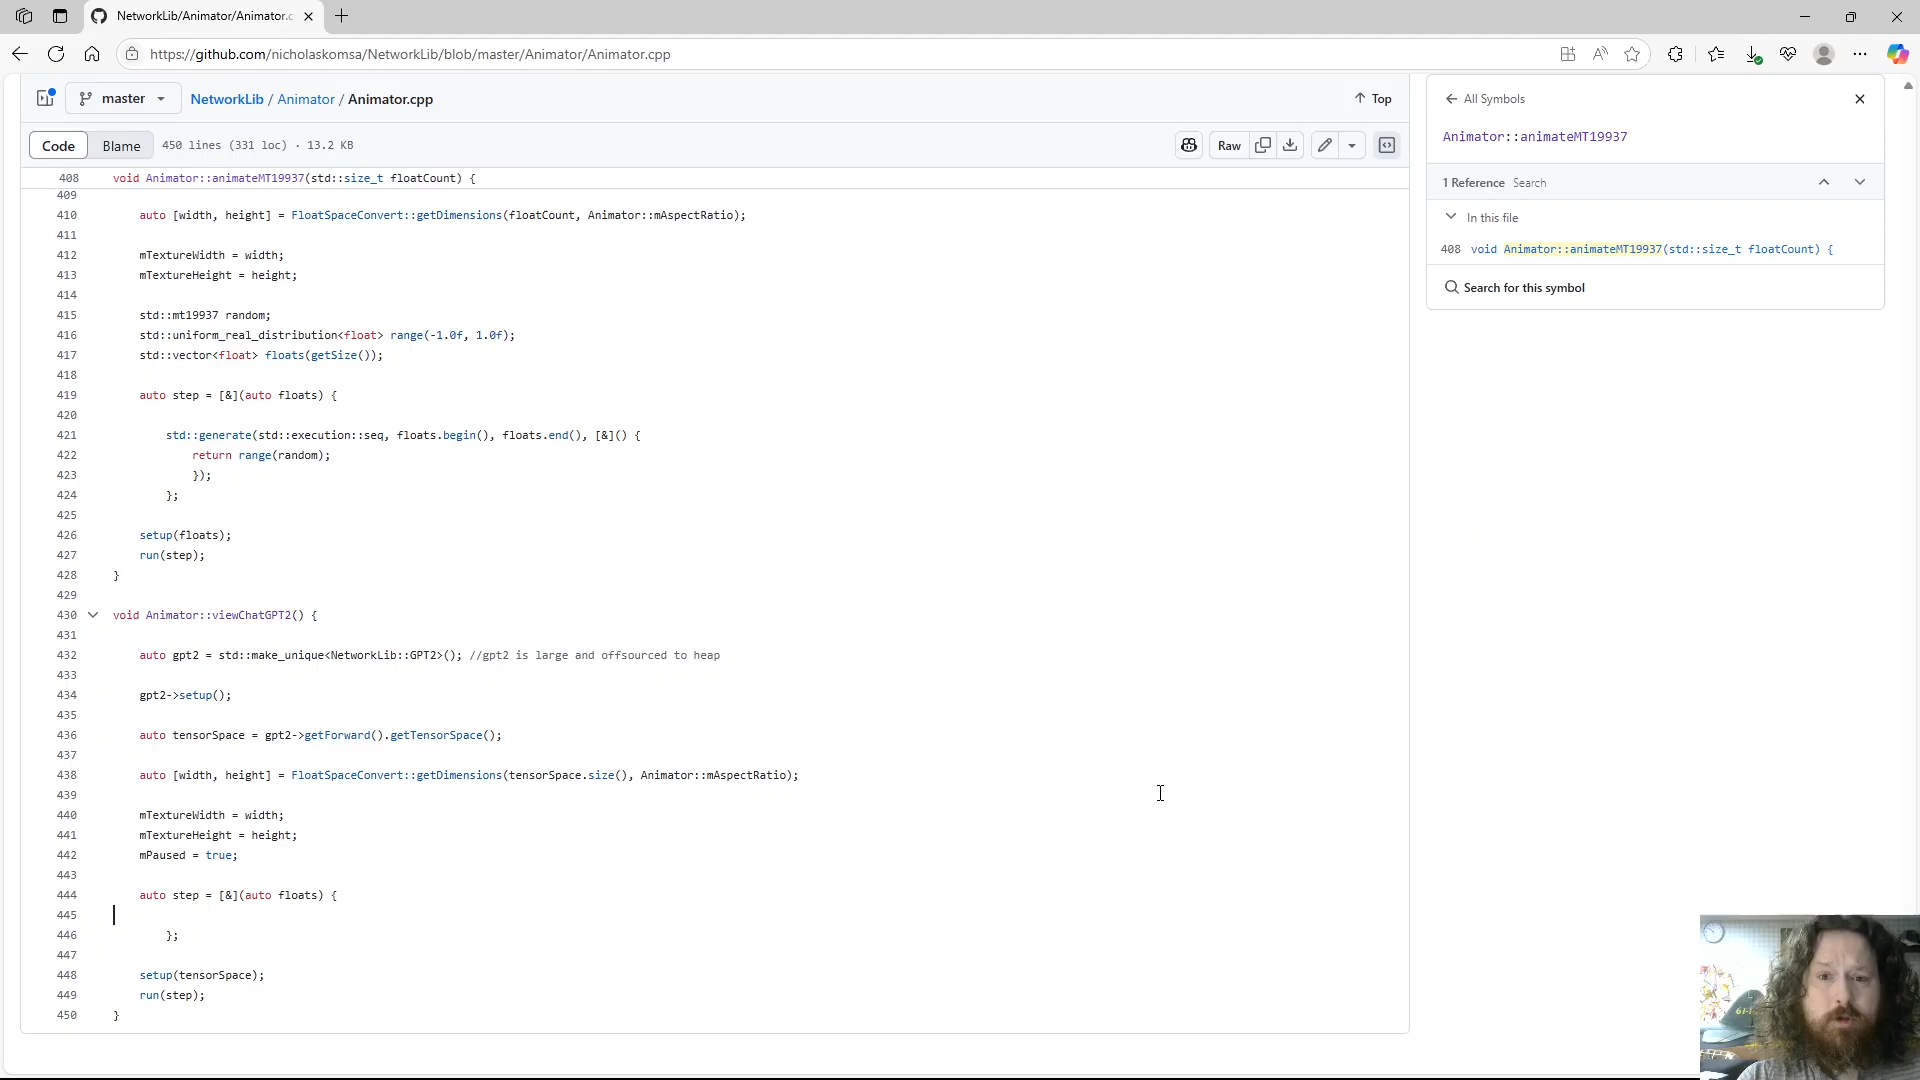 NetworkLib/Animator/Animator.c
https://github.com/nicholaskomsa/NetworkLib/blob/master/Animator/Animator.cpp
master
NetworkLib / Animator / Animator.cpp
Top
Code
Blame
450 lines (331 loc) · 13.2 KB
Raw
408 void Animator::animateMT19937(std::size_t floatCount) {
409
410 auto [width, height] = FloatSpaceConvert::getDimensions(floatCount, Animator::mAspectRatio);
411
412 mTextureWidth = width;
413 mTextureHeight = height;
414
415 std::mt19937 random;
416 std::uniform_real_distribution<float> range(-1.0f, 1.0f);
417 std::vector<float> floats(getSize());
418
419 auto step = [&](auto floats) {
420
421 std::generate(std::execution::seq, floats.begin(), floats.end(), [&]() {
422 return range(random);
423 });
424 };
425
426 setup(floats);
427 run(step);
428 }
429
430 void Animator::viewChatGPT2() {
431
432 auto gpt2 = std::make_unique<NetworkLib::GPT2>(); //gpt2 is large and offsourced to heap
433
434 gpt2->setup();
435
436 auto tensorSpace = gpt2->getForward().getTensorSpace();
437
438 auto [width, height] = FloatSpaceConvert::getDimensions(tensorSpace.size(), Animator::mAspectRatio);
439
440 mTextureWidth = width;
441 mTextureHeight = height;
442 mPaused = true;
443
444 auto step = [&](auto floats) {
445
446 };
447
448 setup(tensorSpace);
449 run(step);
450 }
All Symbols
Animator::animateMT19937
1 Reference Search
In this file
408 void Animator::animateMT19937(std::size_t floatCount) {
Search for this symbol